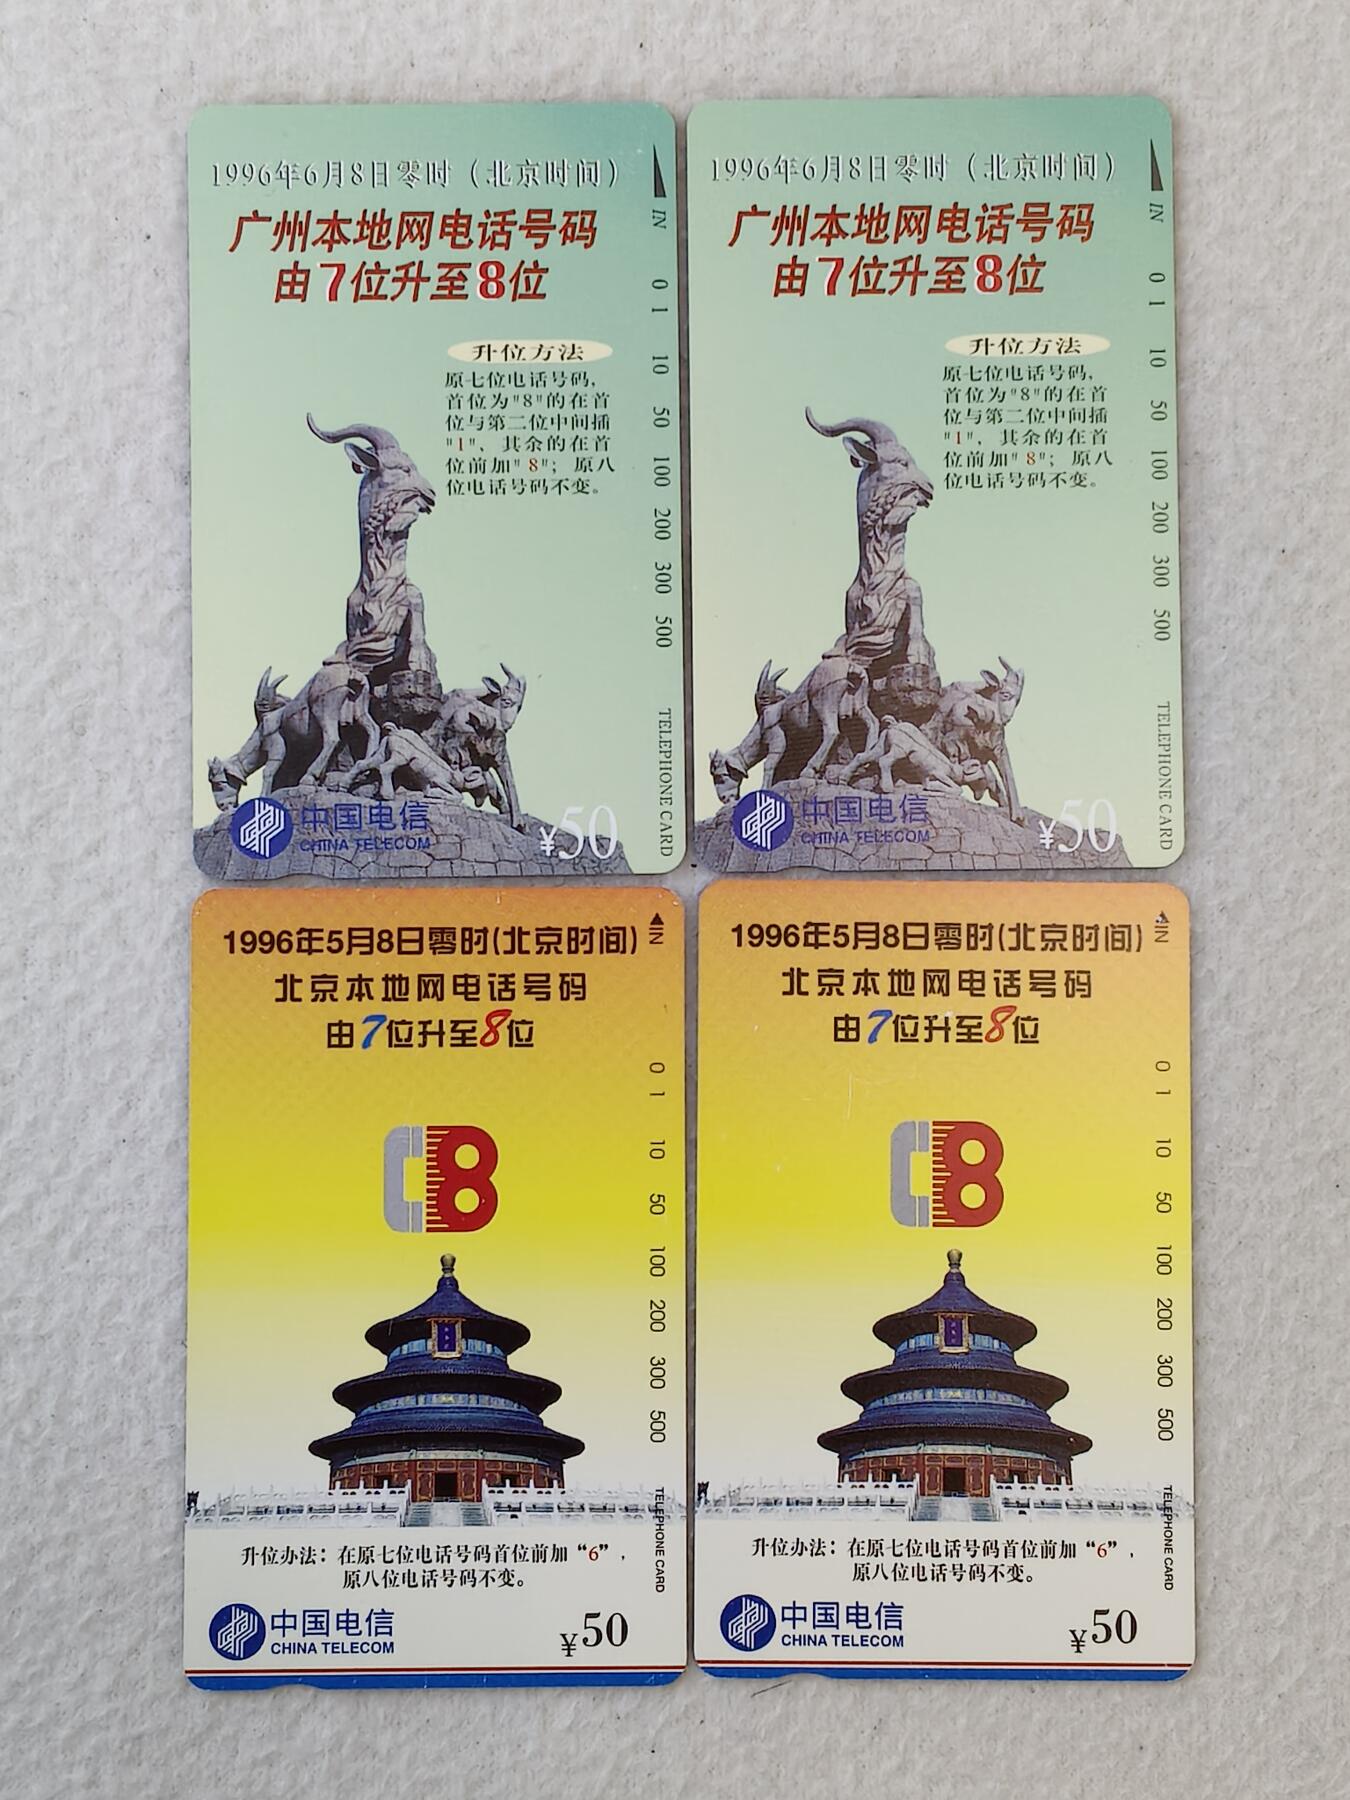 1996年6月8日零时（北京时间）
广州本地网电话号码
由7位升至8位
升位方法
原七位电话号码,
首位为"8"的在首
位与第二位中间插
"1"、其余的在首
位前加"8"；原八
位电话号码不变。
中国电信
CHINA TELECOM
¥50
IN
0 1 10 50 100 200 300 500
TELEPHONE CARD
1996年6月8日零时（北京时间）
广州本地网电话号码
由7位升至8位
升位方法
原七位电话号码,
首位为"8"的在首
位与第二位中间插
"1"、其余的在首
位前加"8"；原八
位电话号码不变。
中国电信
CHINA TELECOM
¥50
IN
0 1 10 50 100 200 300 500
TELEPHONE CARD
1996年5月8日零时(北京时间)
北京本地网电话号码
由7位升至8位
8
升位办法：在原七位电话号码首位前加“6”，
原八位电话号码不变。
中国电信
CHINA TELECOM
¥50
IN
0 1 10 50 100 200 300 500
TELEPHONE CARD
1996年5月8日零时(北京时间)
北京本地网电话号码
由7位升至8位
8
升位办法：在原七位电话号码首位前加“6”，
原八位电话号码不变。
中国电信
CHINA TELECOM
¥50
IN
0 1 10 50 100 200 300 500
TELEPHONE CARD